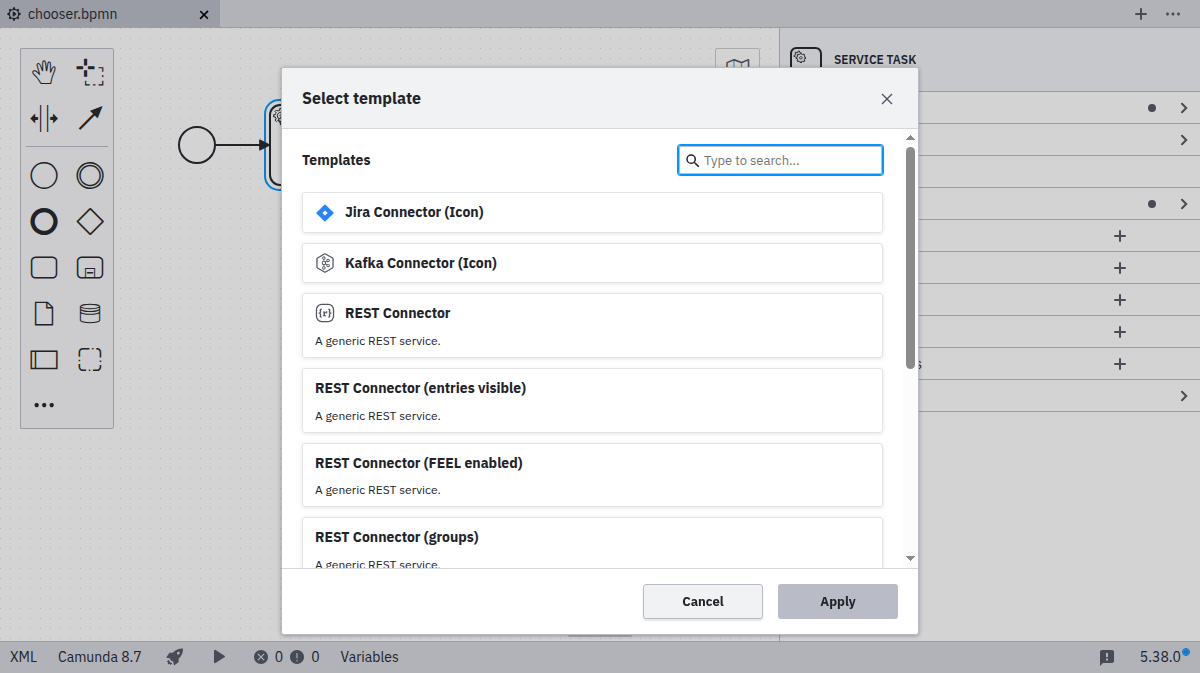 chooser.bpmn
SERVICE TASK
Select template
Templates
Type to search...
Jira Connector (Icon)
Kafka Connector (Icon)
{r}
REST Connector
A generic REST service.
REST Connector (entries visible)
A generic REST service.
REST Connector (FEEL enabled)
A generic REST service.
REST Connector (groups)
A generic REST service.
Cancel
Apply
XML
Camunda 8.7
0
0
Variables
5.38.0